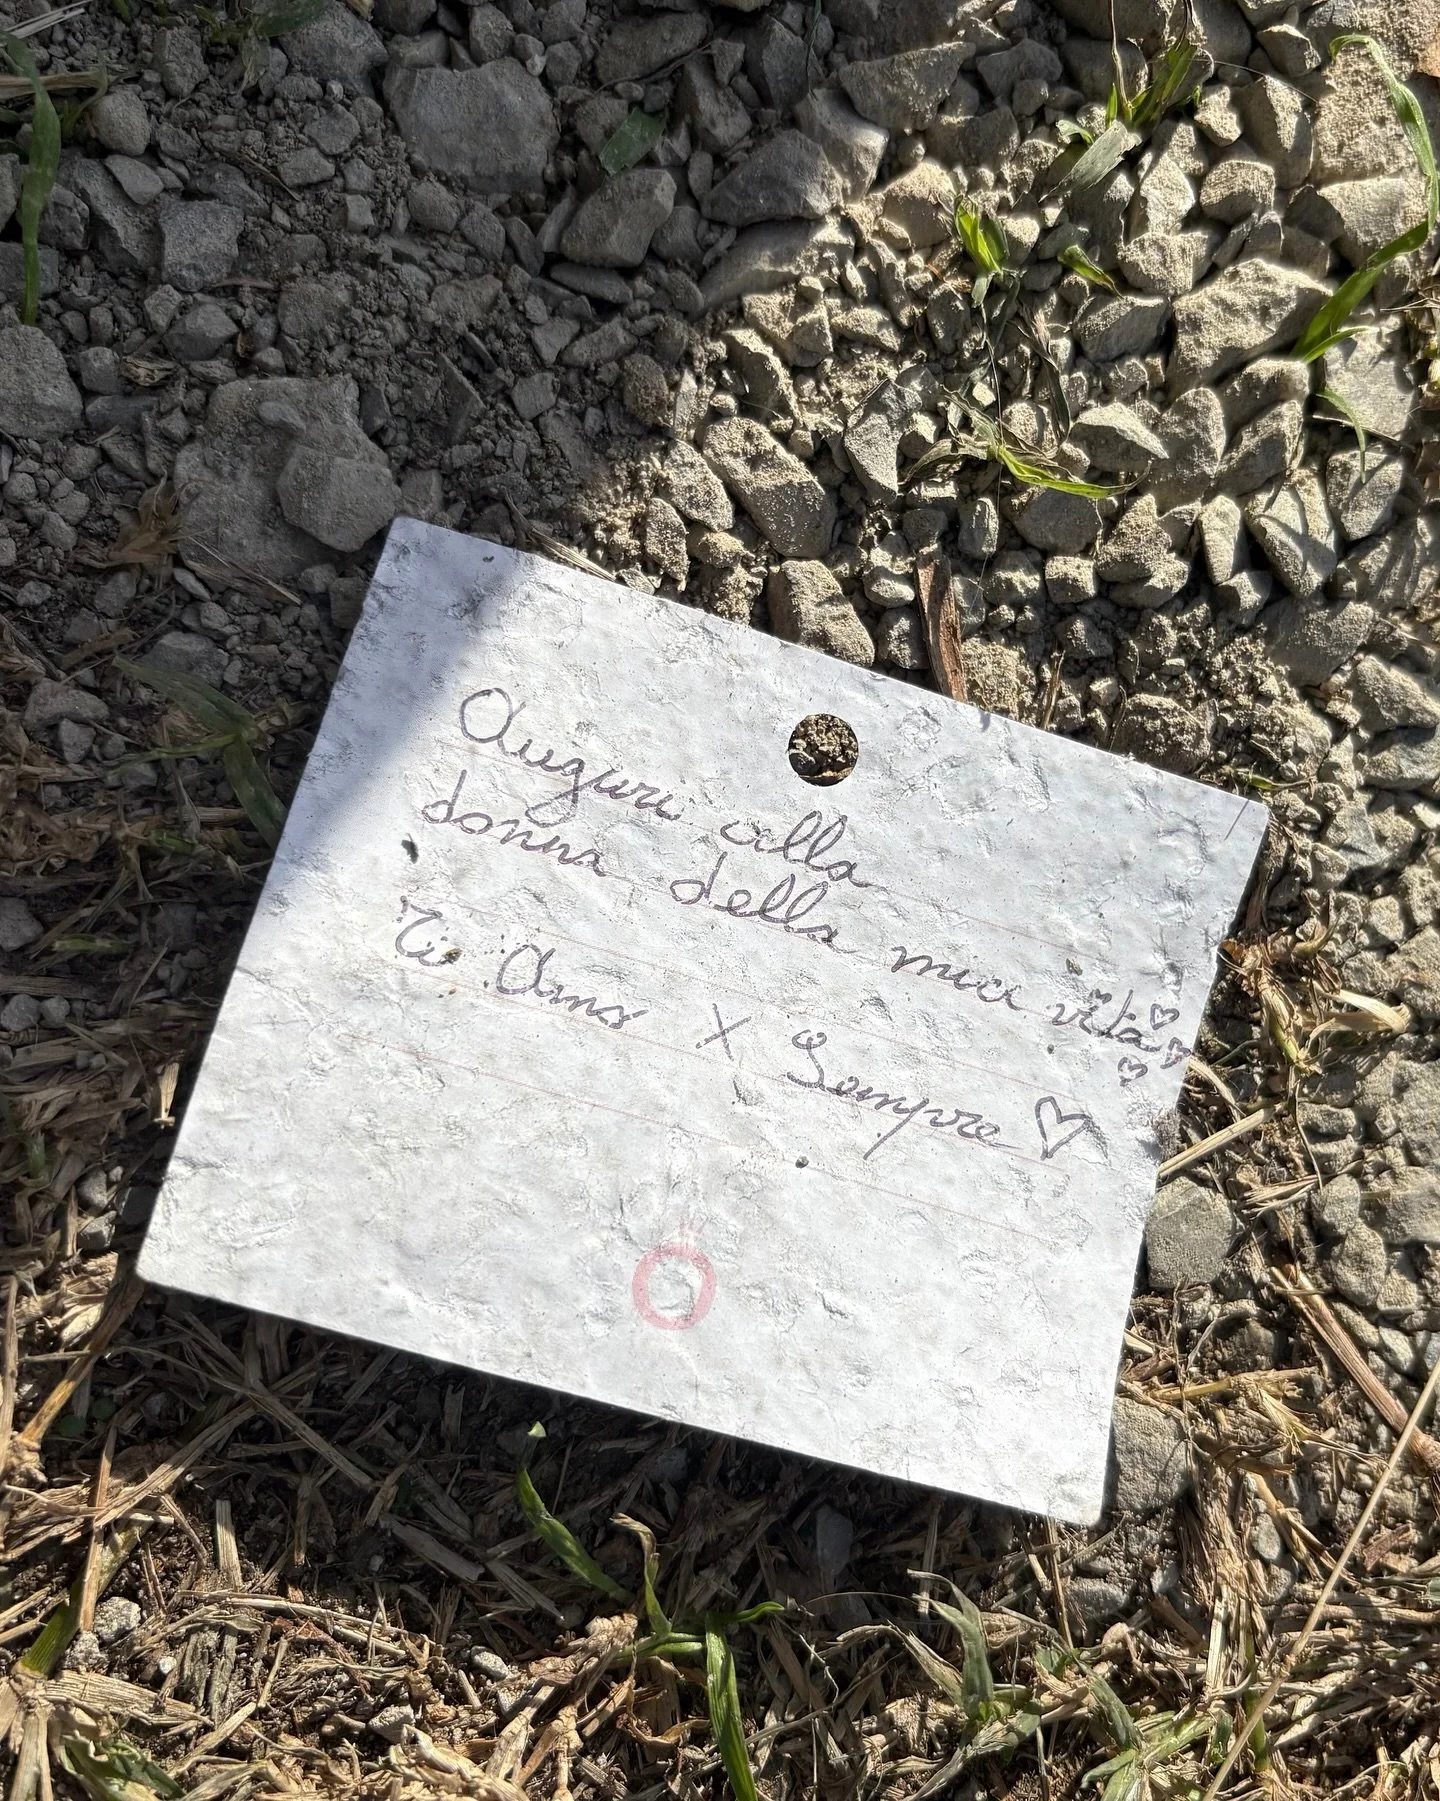 Auguri alla
donna della mia vita
Ti Amo X Sempre